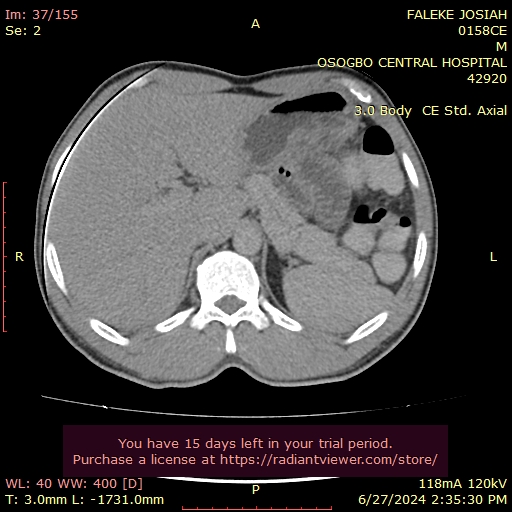 Im: 37/155
Se: 2
A
FALEKE JOSIAH
0158CE
M
OSOGBO CENTRAL HOSPITAL
42920
3.0 Body CE Std. Axial
R
L
You have 15 days left in your trial period.
Purchase a license at https://radiantviewer.com/store/
WL: 40 WW: 400 [D]
T: 3.0mm L: -1731.0mm
P
118mA 120kV
6/27/2024 2:35:30 PM